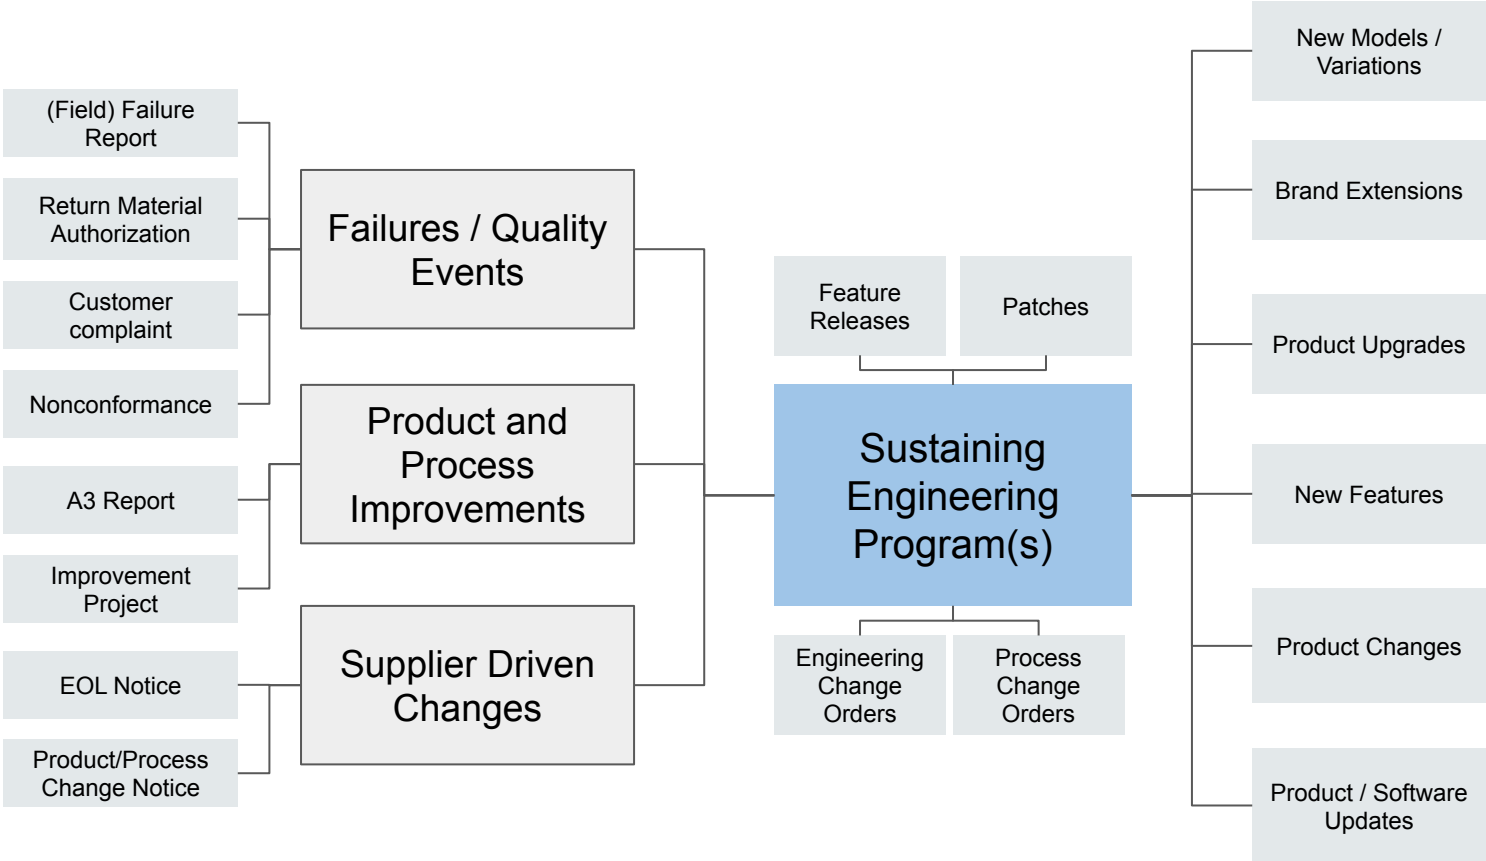 (Field) Failure
Report
Return Material
Authorization
Customer
complaint
Nonconformance
A3 Report
Improvement
Project
EOL Notice
Product/Process
Change Notice
Failures / Quality
Events
Product and
Process
Improvements
Supplier Driven
Changes
Feature
Releases
Patches
Sustaining
Engineering
Program(s)
Engineering
Change
Orders
Process
Change
Orders
New Models /
Variations
Brand Extensions
Product Upgrades
New Features
Product Changes
Product / Software
Updates